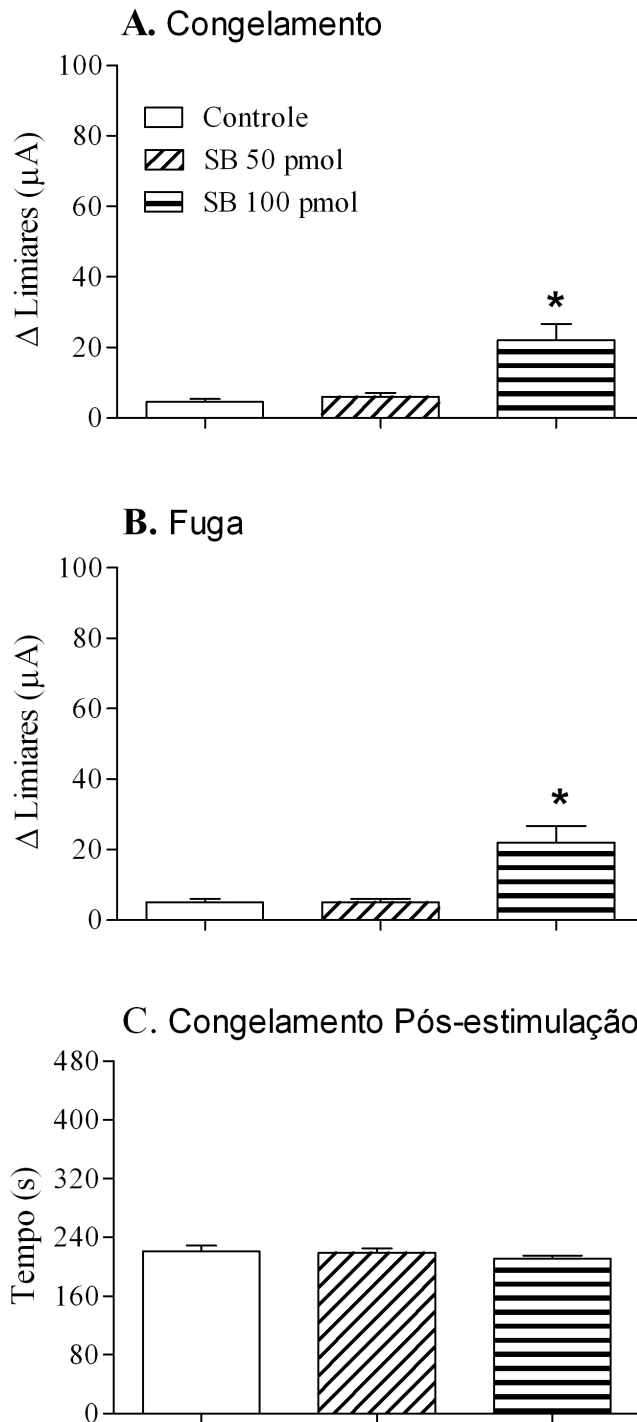 A. Congelamento
100
80
60
40
20
0
Δ Limiares (µA)
Controle
SB 50 pmol
SB 100 pmol
*
B. Fuga
100
80
60
40
20
0
Δ Limiares (µA)
*
C. Congelamento Pós-estimulação
480
400
320
240
160
80
0
Tempo (s)